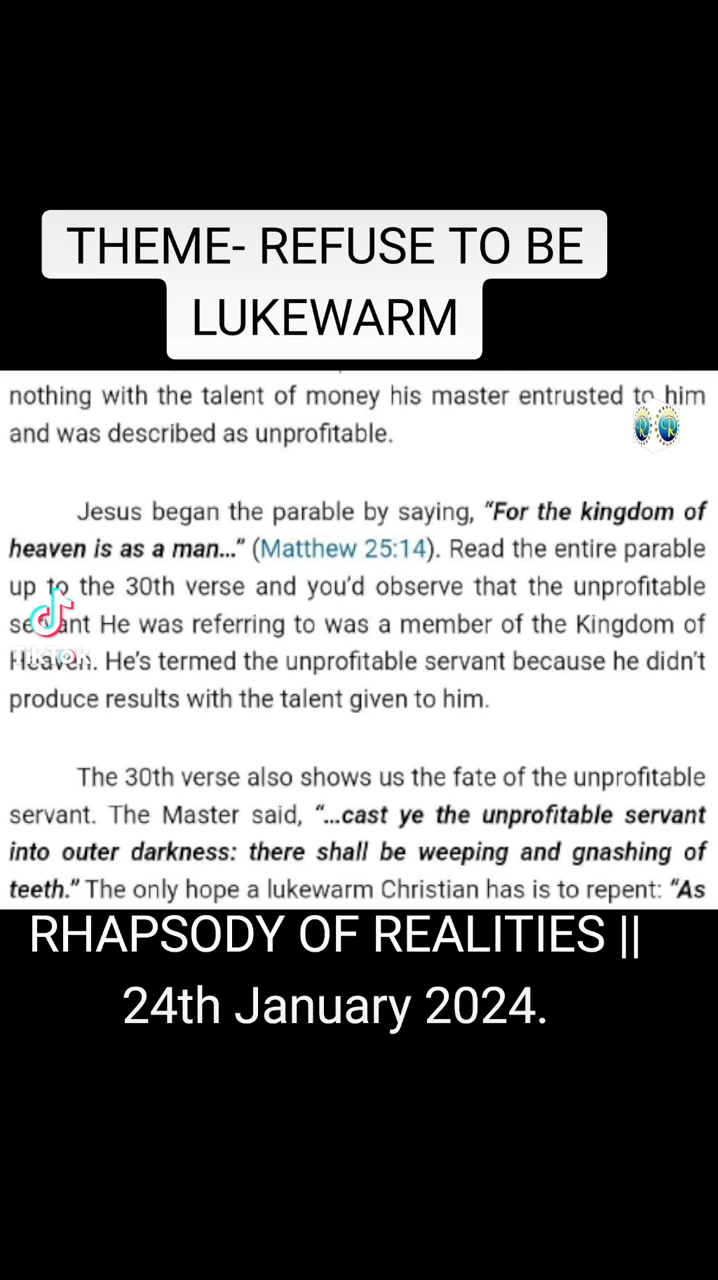 THEME- REFUSE TO BE
LUKEWARM
nothing with the talent of money his master entrusted to him
and was described as unprofitable.
Jesus began the parable by saying, “For the kingdom of
heaven is as a man...” (Matthew 25:14). Read the entire parable
up to the 30th verse and you’d observe that the unprofitable
servant He was referring to was a member of the Kingdom of
Heaven. He’s termed the unprofitable servant because he didn’t
produce results with the talent given to him.
The 30th verse also shows us the fate of the unprofitable
servant. The Master said, “...cast ye the unprofitable servant
into outer darkness: there shall be weeping and gnashing of
teeth.” The only hope a lukewarm Christian has is to repent: “As
RHAPSODY OF REALITIES ||
24th January 2024.
TikTok
R R